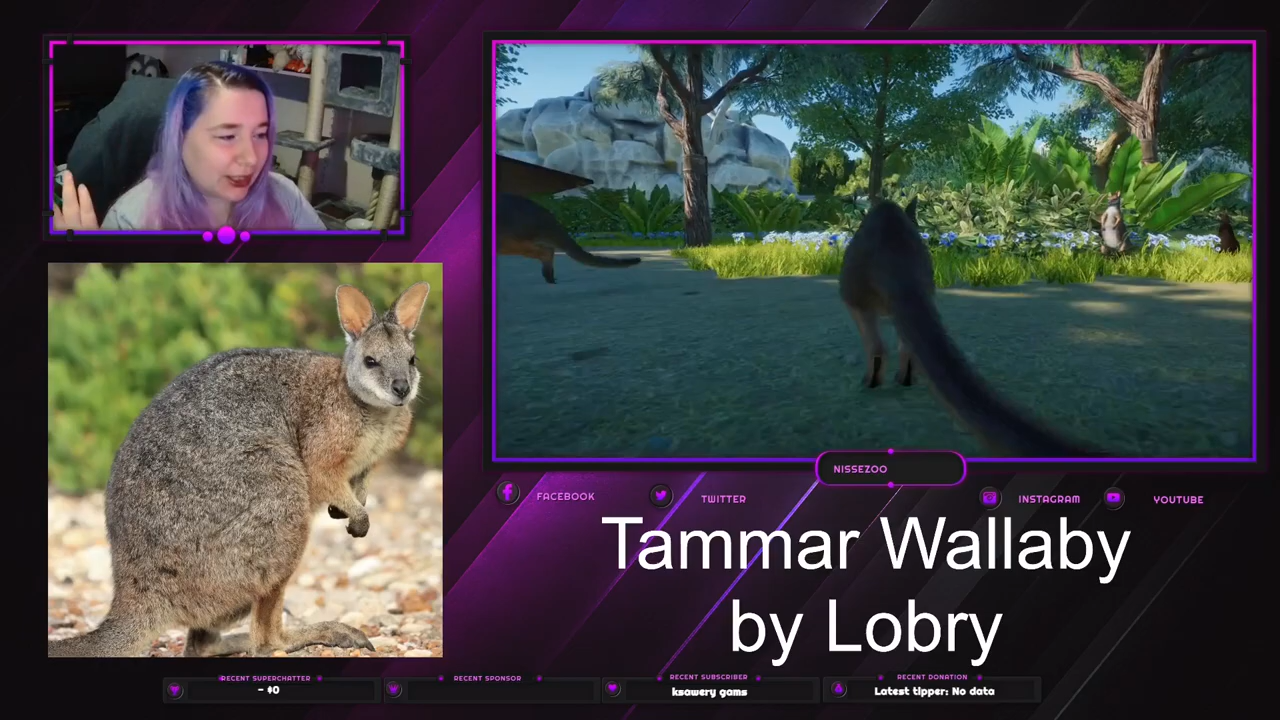 NISSEZOO
FACEBOOK
TWITTER
INSTAGRAM
YOUTUBE
Tammar Wallaby
by Lobry
RECENT SUPERCHATTER
- $0
RECENT SPONSOR
RECENT SUBSCRIBER
ksawery gams
RECENT DONATION
Latest tipper: No data